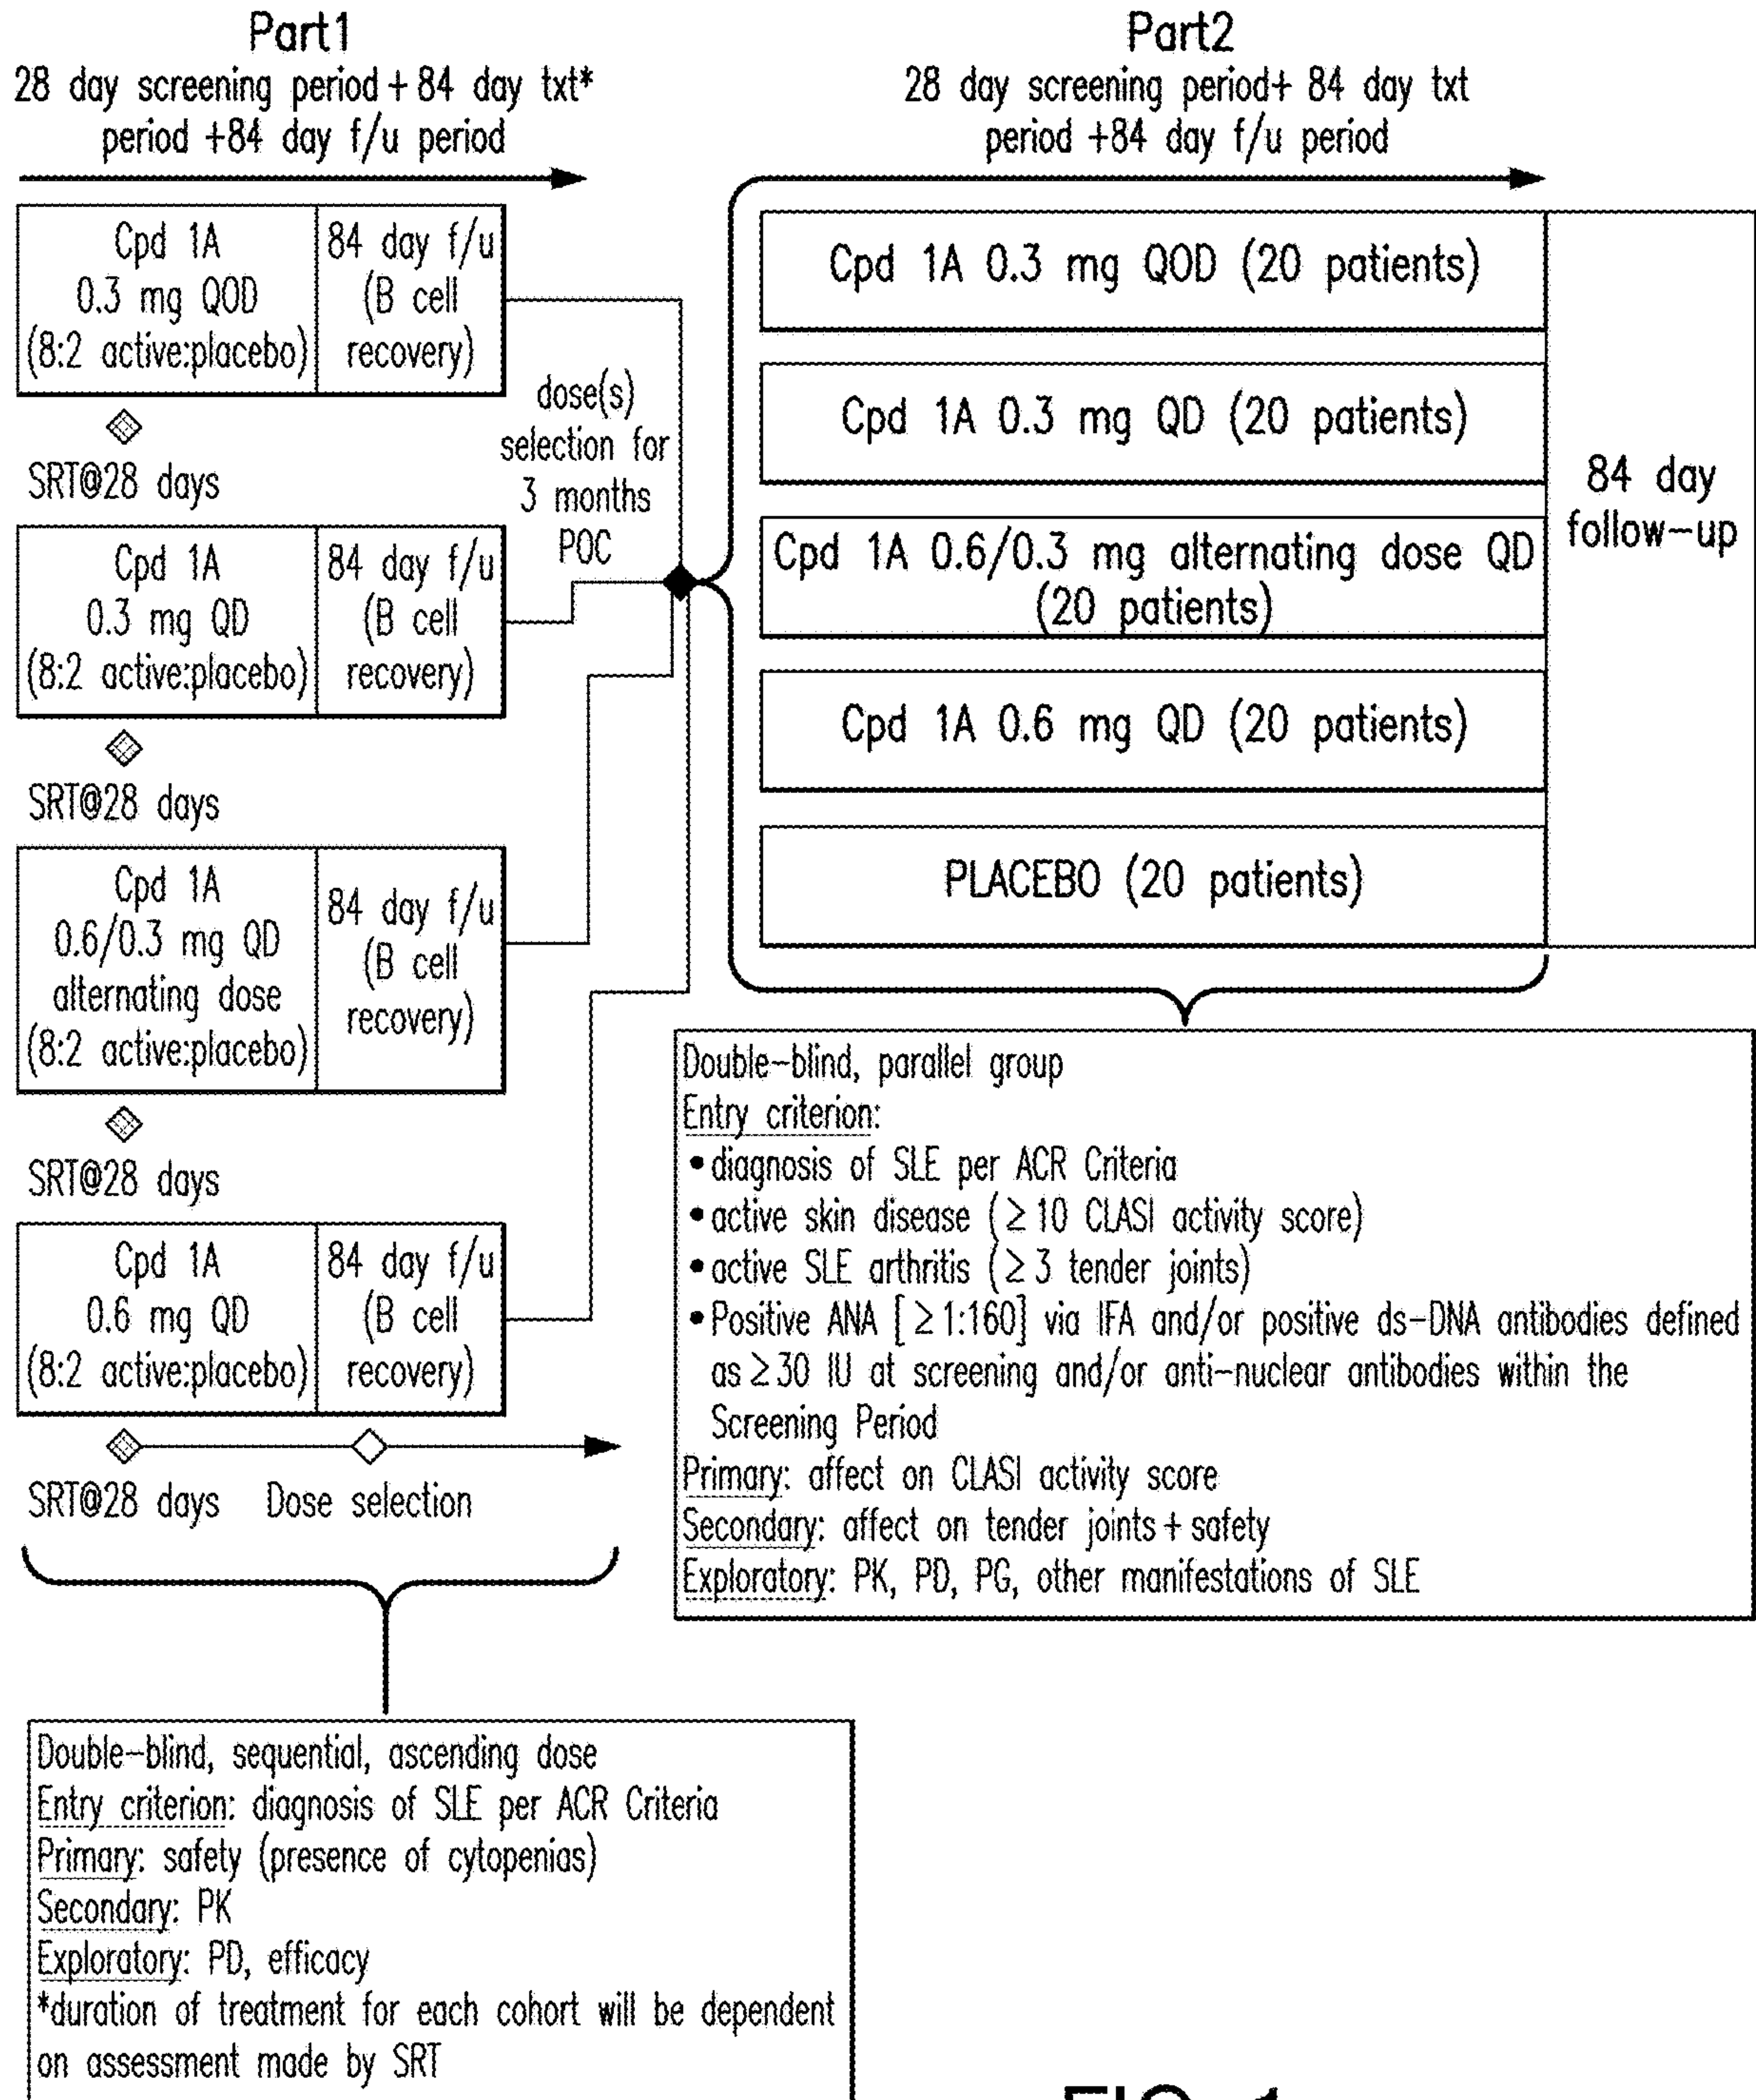 Part1
28 day screening period + 84 day txt*
period +84 day f/u period
Cpd 1A
0.3 mg QOD
(8:2 active:placebo)
84 day f/u
(B cell
recovery)
SRT@28 days
Cpd 1A
0.3 mg QD
(8:2 active:placebo)
84 day f/u
(B cell
recovery)
SRT@28 days
Cpd 1A
0.6/0.3 mg QD
alternating dose
(8:2 active:placebo)
84 day f/u
(B cell
recovery)
SRT@28 days
Cpd 1A
0.6 mg QD
(8:2 active:placebo)
84 day f/u
(B cell
recovery)
SRT@28 days
Dose selection
dose(s)
selection for
3 months
POC
Part2
28 day screening period+ 84 day txt
period +84 day f/u period
Cpd 1A 0.3 mg QOD (20 patients)
Cpd 1A 0.3 mg QD (20 patients)
Cpd 1A 0.6/0.3 mg alternating dose QD
(20 patients)
Cpd 1A 0.6 mg QD (20 patients)
PLACEBO (20 patients)
84 day
follow-up
Double-blind, parallel group
Entry criterion:
•diagnosis of SLE per ACR Criteria
•active skin disease (≥10 CLASI activity score)
•active SLE arthritis (≥3 tender joints)
•Positive ANA [≥1:160] via IFA and/or positive ds-DNA antibodies defined
as ≥30 IU at screening and/or anti-nuclear antibodies within the
Screening Period
Primary: affect on CLASI activity score
Secondary: affect on tender joints + safety
Exploratory: PK, PD, PG, other manifestations of SLE
Double-blind, sequential, ascending dose
Entry criterion: diagnosis of SLE per ACR Criteria
Primary: safety (presence of cytopenias)
Secondary: PK
Exploratory: PD, efficacy
*duration of treatment for each cohort will be dependent
on assessment made by SRT
FIG. 1